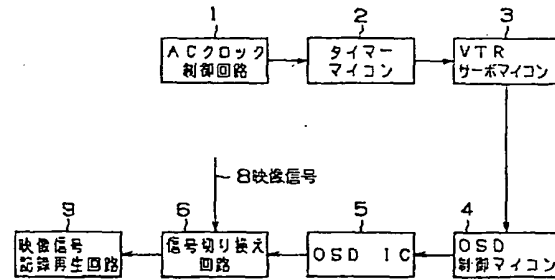 1
ACクロック
制御回路
2
タイマー
マイコン
3
VTR
サーボマイコン
8映像信号
9
映像信号
記録再生回路
6
信号切り換え
回路
5
OSD IC
4
OSD
制御マイコン